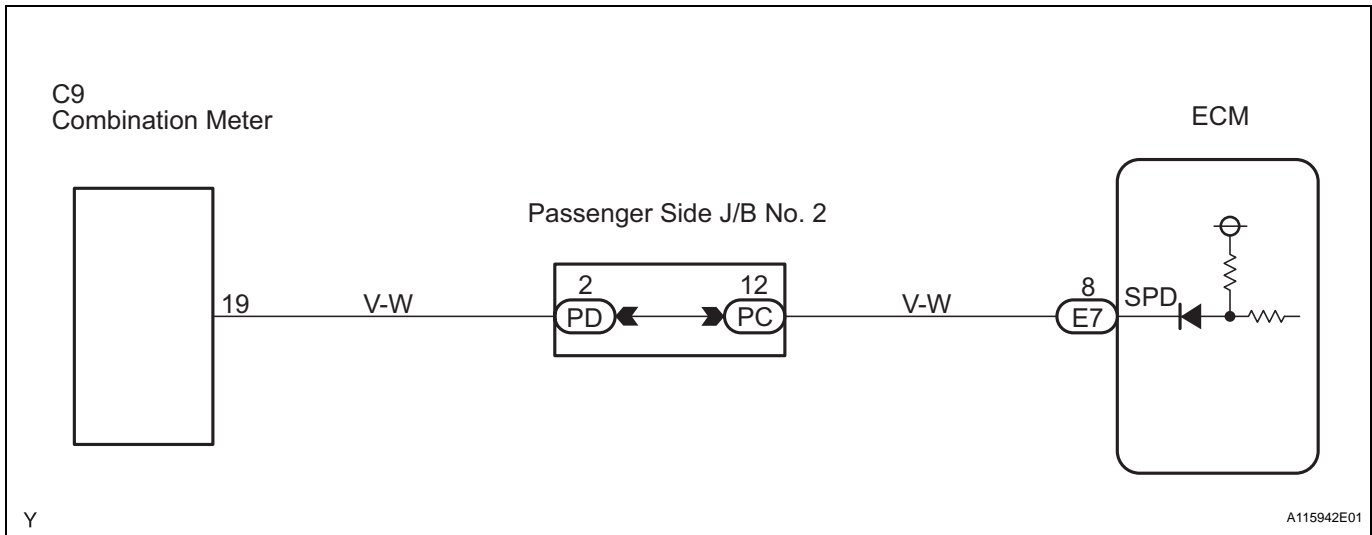 C9
Combination Meter
ECM
Passenger Side J/B No. 2
19
V-W
2
PD
12
PC
V-W
8
E7
SPD
Y
A115942E01